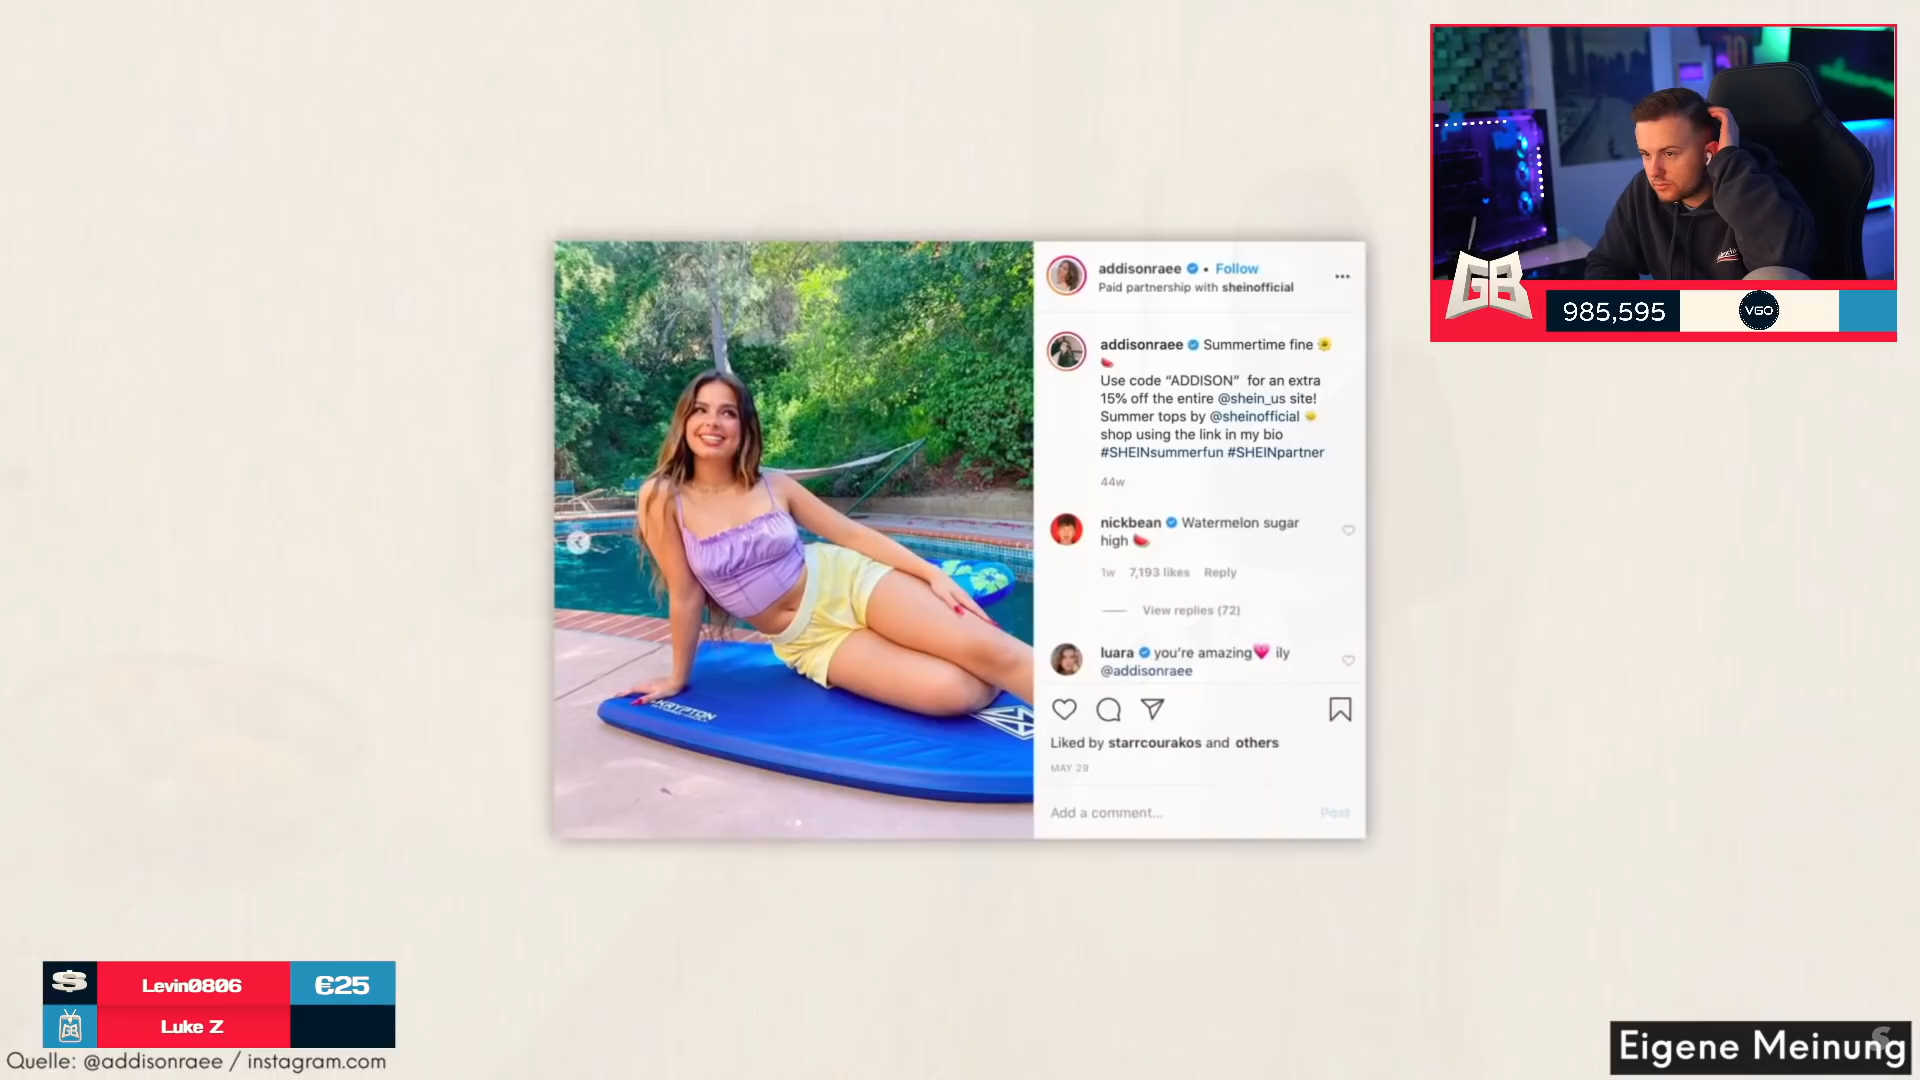 addisonraee • Follow
Paid partnership with sheinofficial
addisonraee Summertime fine
Use code “ADDISON” for an extra
15% off the entire @shein_us site!
Summer tops by @sheinofficial
shop using the link in my bio
#SHEINsummerfun #SHEINpartner
44w
nickbean Watermelon sugar
high
1w 7,193 likes Reply
View replies (72)
luara you're amazing ily
@addisonraee
Liked by starrcourakos and others
MAY 29
Add a comment... Post
KRYPTON
GB
985,595
VGO
Levin0806 €25
GB
Luke Z
Quelle: @addisonraee / instagram.com
Eigene Meinung